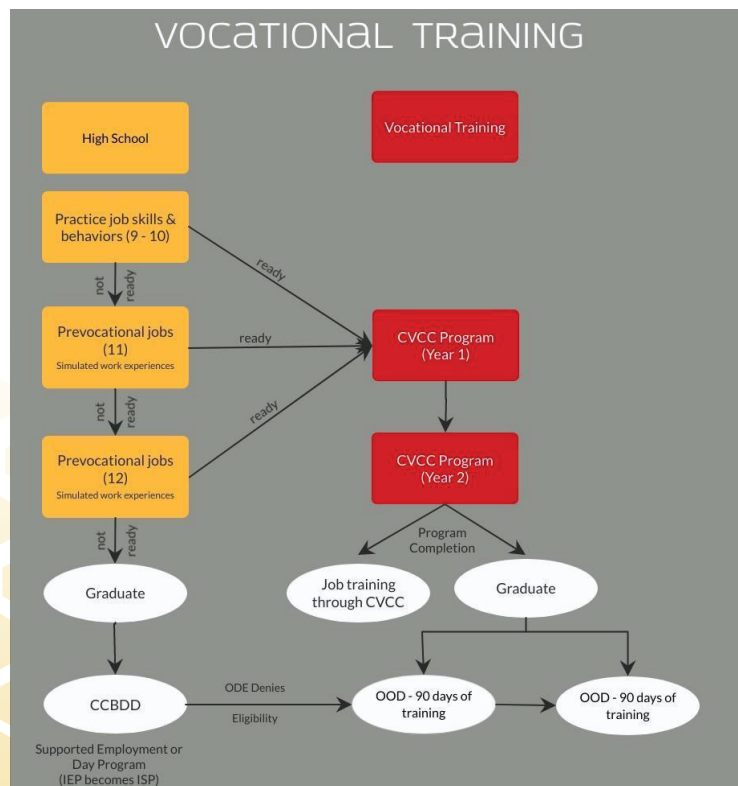 VOCATIONAL TRAINING
High School
Vocational Training
Practice job skills &
behaviors (9 - 10)
ready
not ready
Prevocational jobs
(11)
Simulated work experiences
ready
CVCC Program
(Year 1)
not ready
ready
Prevocational jobs
(12)
Simulated work experiences
CVCC Program
(Year 2)
not ready
Program
Completion
Graduate
Job training
through CVCC
Graduate
CCBDD
ODE Denies
Eligibility
OOD - 90 days of
training
OOD - 90 days of
training
Supported Employment or
Day Program
(IEP becomes ISP)